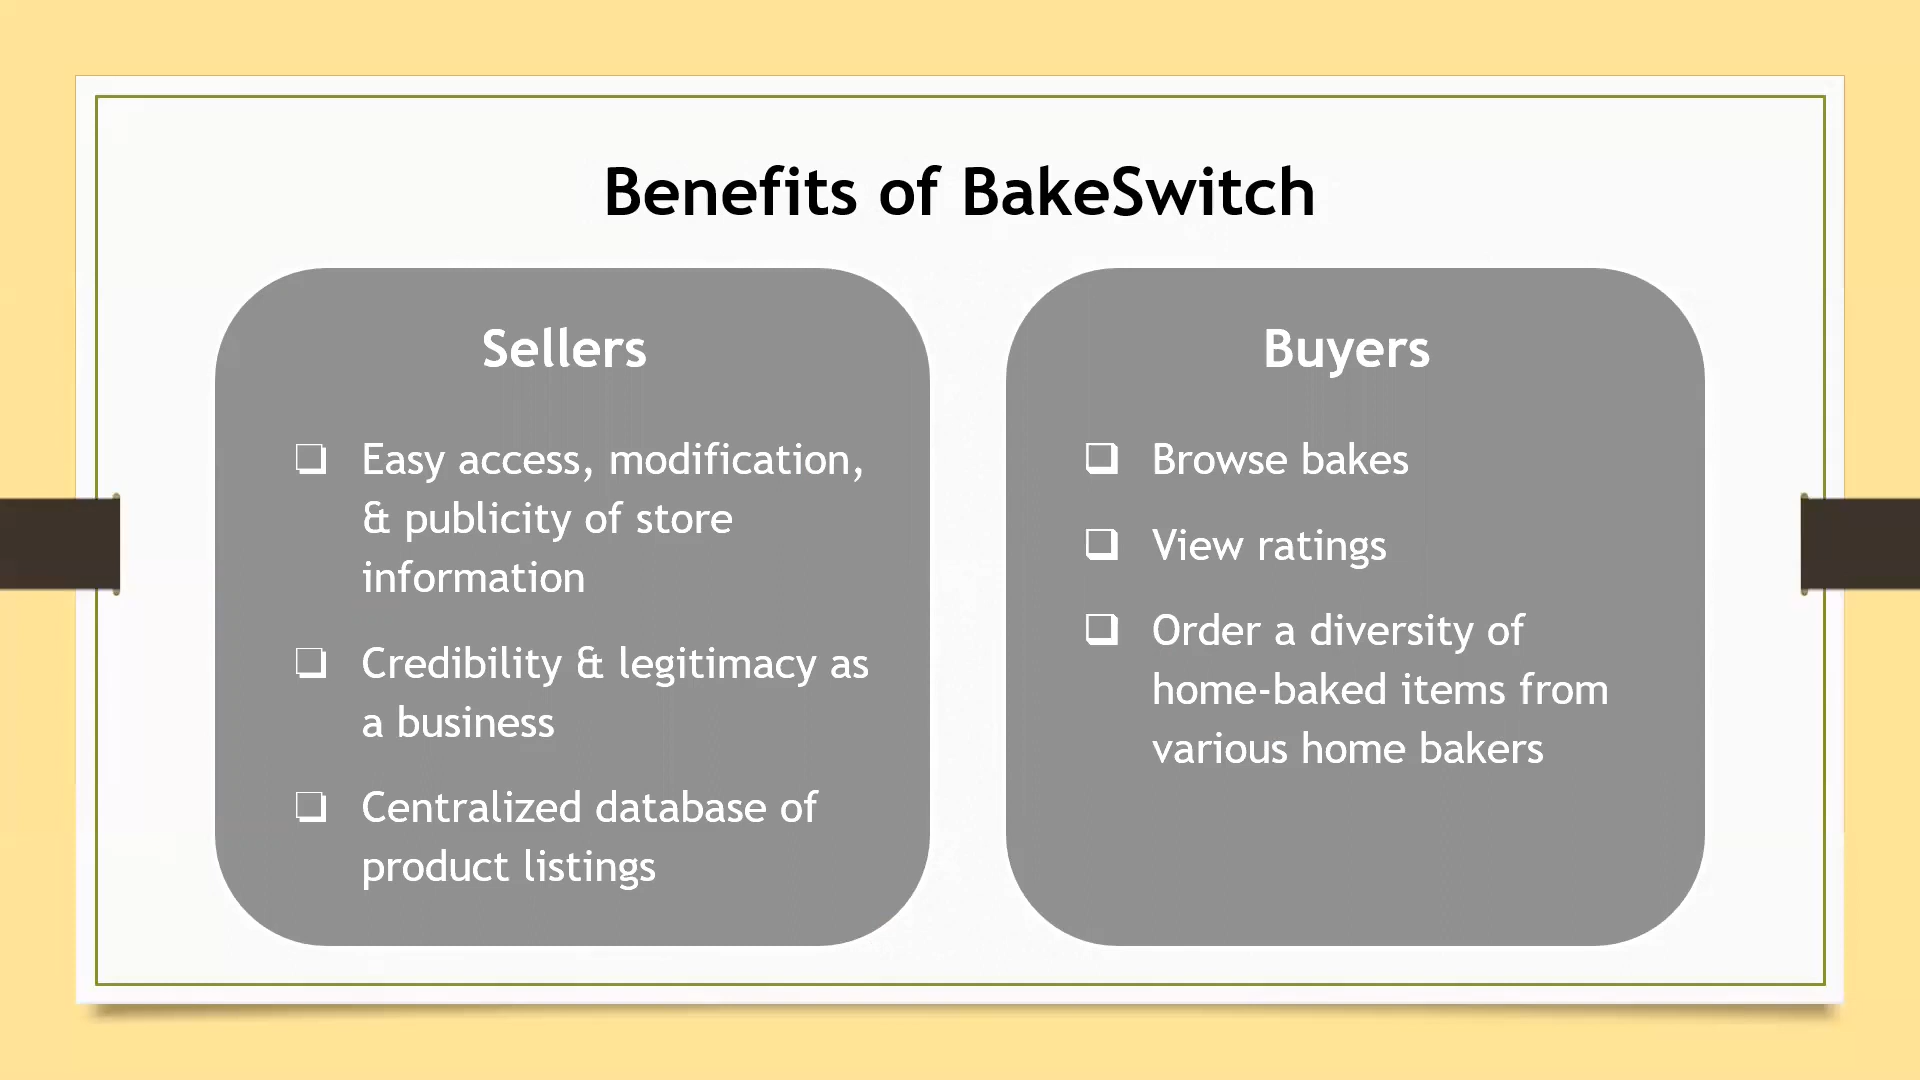 Benefits of BakeSwitch
Sellers
❏ Easy access, modification,
& publicity of store
information
❏ Credibility & legitimacy as
a business
❏ Centralized database of
product listings
Buyers
❏ Browse bakes
❏ View ratings
❏ Order a diversity of
home-baked items from
various home bakers